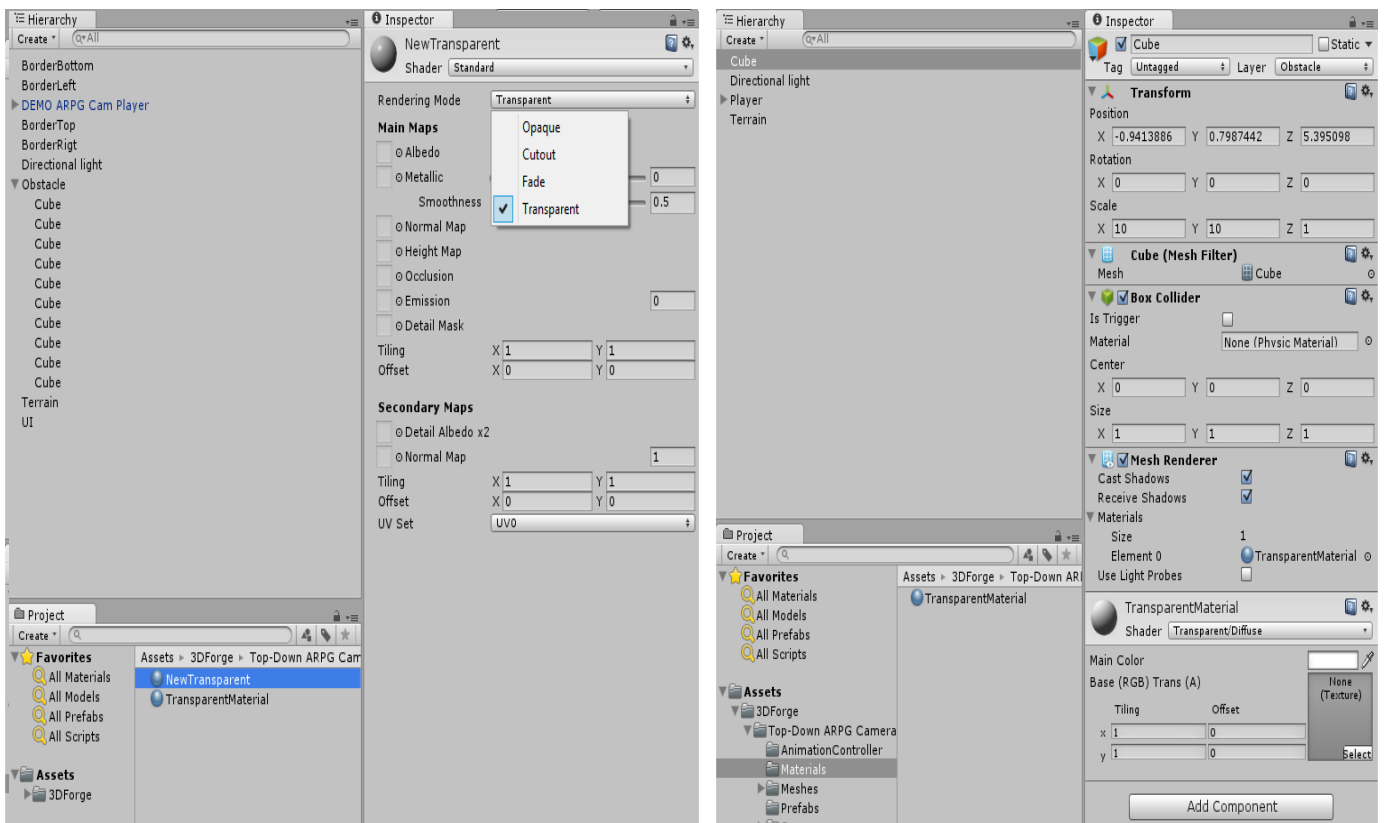 Hierarchy
Create All
BorderBottom
BorderLeft
DEMO ARPG Cam Player
BorderTop
BorderRigt
Directional light
Obstacle
Cube
Cube
Cube
Cube
Cube
Cube
Cube
Cube
Cube
Cube
Terrain
UI
Project
Create
Favorites
All Materials
All Models
All Prefabs
All Scripts
Assets
3DForge
Assets 3DForge Top-Down ARPG Cam
NewTransparent
TransparentMaterial
Inspector
NewTransparent
Shader Standard
Rendering Mode Transparent
Opaque
Cutout
Fade
Transparent
Main Maps
Albedo
Metallic 0
Smoothness 0.5
Normal Map
Height Map
Occlusion
Emission 0
Detail Mask
Tiling X 1 Y 1
Offset X 0 Y 0
Secondary Maps
Detail Albedo x2
Normal Map 1
Tiling X 1 Y 1
Offset X 0 Y 0
UV Set UV0
Hierarchy
Create All
Cube
Directional light
Player
Terrain
Project
Create
Favorites
All Materials
All Models
All Prefabs
All Scripts
Assets
3DForge
Top-Down ARPG Camera
AnimationController
Materials
Meshes
Prefabs
Assets 3DForge Top-Down ARI
TransparentMaterial
Inspector
Cube Static
Tag Untagged Layer Obstacle
Transform
Position
X -0.9413886 Y 0.7987442 Z 5.395098
Rotation
X 0 Y 0 Z 0
Scale
X 10 Y 10 Z 1
Cube (Mesh Filter)
Mesh Cube
Box Collider
Is Trigger
Material None (Physic Material)
Center
X 0 Y 0 Z 0
Size
X 1 Y 1 Z 1
Mesh Renderer
Cast Shadows
Receive Shadows
Materials
Size 1
Element 0 TransparentMaterial
Use Light Probes
TransparentMaterial
Shader Transparent/Diffuse
Main Color
Base (RGB) Trans (A)
None
(Texture)
Tiling Offset
x 1 0
y 1 0
Select
Add Component